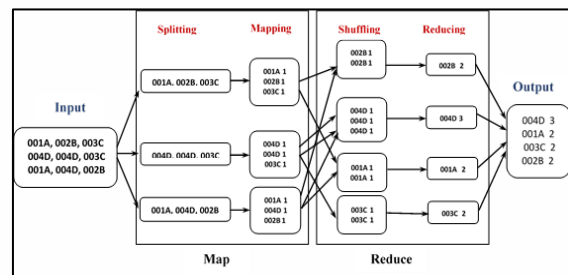 Splitting
Mapping
Shuffling
Reducing
Input
001A, 002B, 003C
004D, 004D, 003C
001A, 004D, 002B
001A, 002B, 003C
004D, 004D, 003C
001A, 004D, 002B
001A 1
002B 1
003C 1
004D 1
004D 1
003C 1
001A 1
004D 1
002B 1
002B 1
002B 1
004D 1
004D 1
004D 1
001A 1
001A 1
003C 1
003C 1
002B 2
004D 3
001A 2
003C 2
Output
004D 3
001A 2
003C 2
002B 2
Map
Reduce